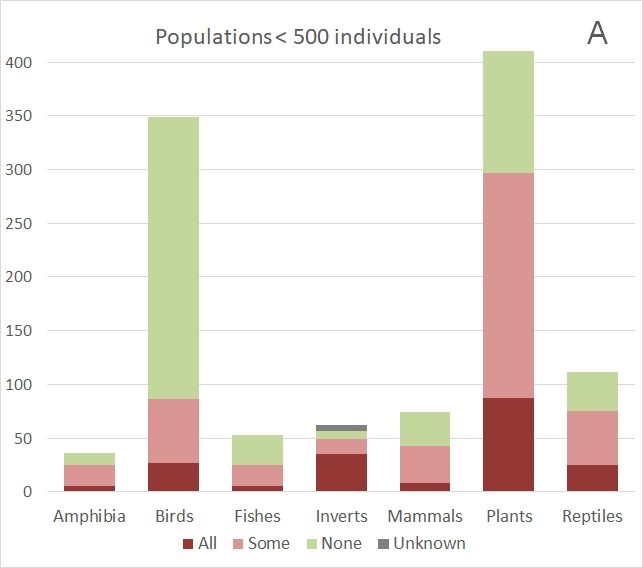 Populations < 500 individuals
A
400
350
300
250
200
150
100
50
0
Amphibia Birds Fishes Inverts Mammals Plants Reptiles
All Some None Unknown